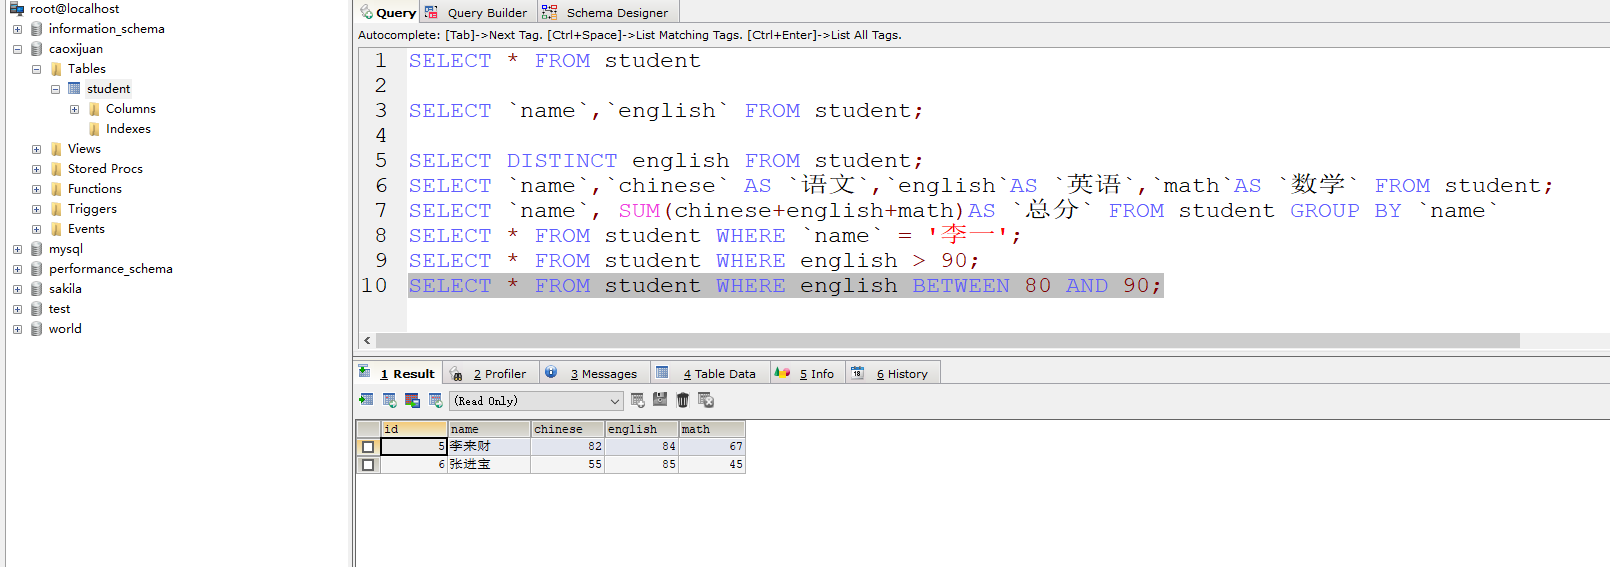 root@localhost
information_schema
caoxijuan
Tables
student
Columns
Indexes
Views
Stored Procs
Functions
Triggers
Events
mysql
performance_schema
sakila
test
world
Query Query Builder Schema Designer
Autocomplete: [Tab]->Next Tag. [Ctrl+Space]->List Matching Tags. [Ctrl+Enter]->List All Tags.
1 SELECT * FROM student
2
3 SELECT `name`,`english` FROM student;
4
5 SELECT DISTINCT english FROM student;
6 SELECT `name`,`chinese` AS `语文`,`english`AS `英语`,`math`AS `数学` FROM student;
7 SELECT `name`, SUM(chinese+english+math)AS `总分` FROM student GROUP BY `name`
8 SELECT * FROM student WHERE `name` = '李一';
9 SELECT * FROM student WHERE english > 90;
10 SELECT * FROM student WHERE english BETWEEN 80 AND 90;
1 Result 2 Profiler 3 Messages 4 Table Data 5 Info 6 History
(Read Only)
id name chinese english math
5 李来财 82 84 67
6 张进宝 55 85 45